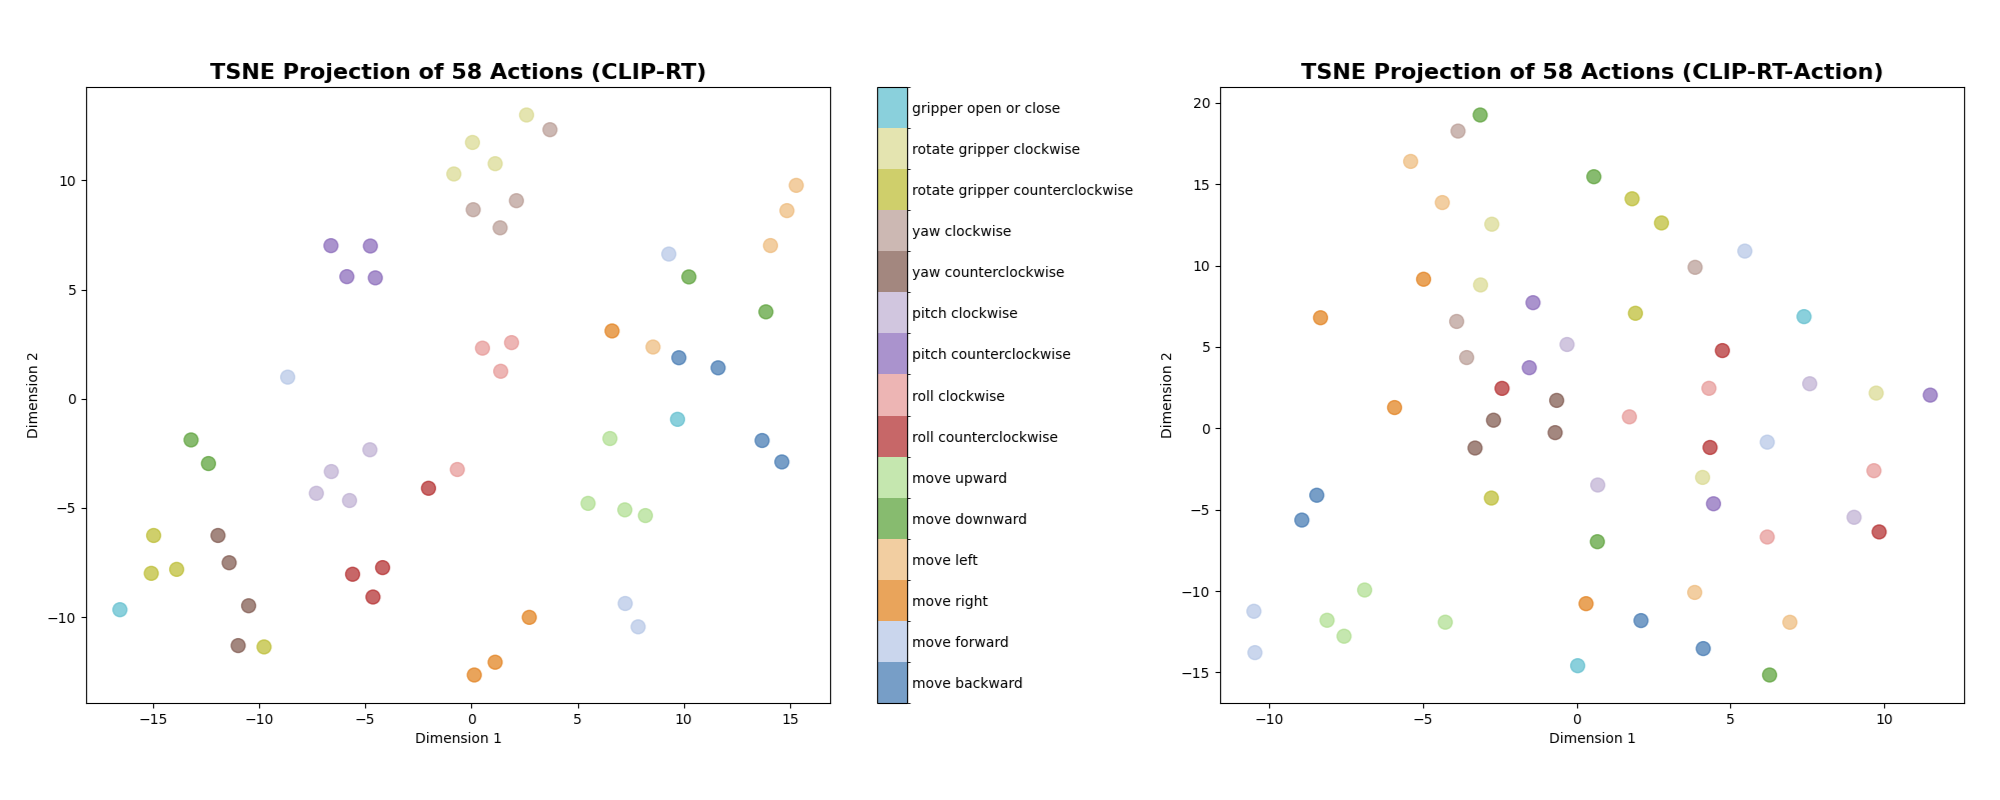 TSNE Projection of 58 Actions (CLIP-RT)
Dimension 2
10
5
0
−5
−10
−15
−10
−5
0
5
10
15
Dimension 1
gripper open or close
rotate gripper clockwise
rotate gripper counterclockwise
yaw clockwise
yaw counterclockwise
pitch clockwise
pitch counterclockwise
roll clockwise
roll counterclockwise
move upward
move downward
move left
move right
move forward
move backward
TSNE Projection of 58 Actions (CLIP-RT-Action)
Dimension 2
20
15
10
5
0
−5
−10
−15
−10
−5
0
5
10
Dimension 1